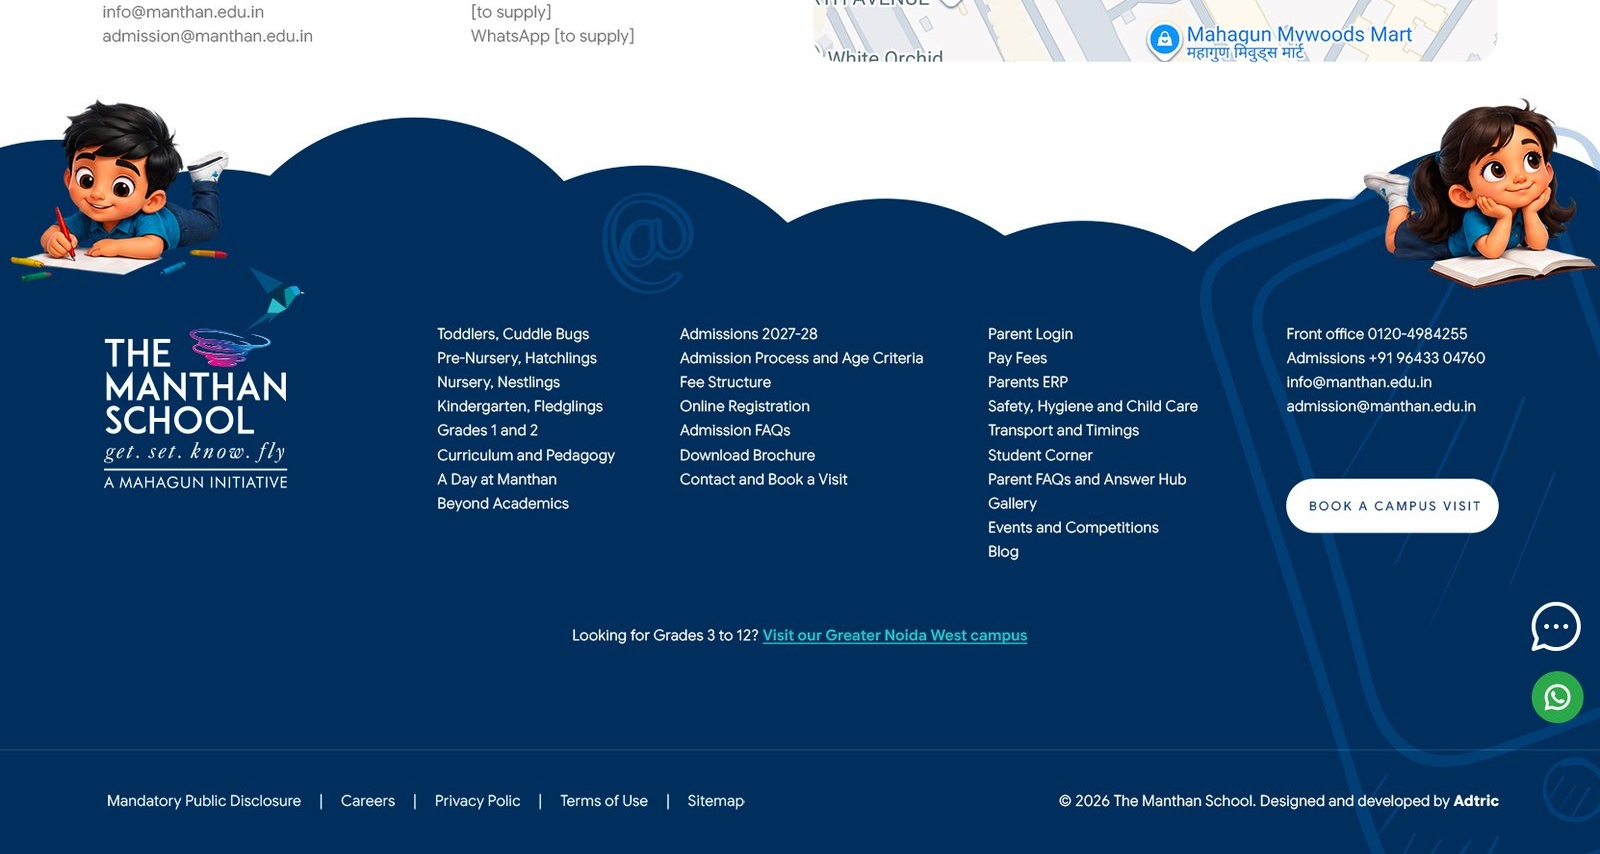 info@manthan.edu.in
admission@manthan.edu.in
[to supply]
WhatsApp [to supply]
White Orchid
Mahagun Mywoods Mart
महागुण मिवुड्स मार्ट
THE
MANTHAN
SCHOOL
get. set. know. fly
A MAHAGUN INITIATIVE
Toddlers, Cuddle Bugs
Pre-Nursery, Hatchlings
Nursery, Nestlings
Kindergarten, Fledglings
Grades 1 and 2
Curriculum and Pedagogy
A Day at Manthan
Beyond Academics
Admissions 2027-28
Admission Process and Age Criteria
Fee Structure
Online Registration
Admission FAQs
Download Brochure
Contact and Book a Visit
Parent Login
Pay Fees
Parents ERP
Safety, Hygiene and Child Care
Transport and Timings
Student Corner
Parent FAQs and Answer Hub
Gallery
Events and Competitions
Blog
Front office 0120-4984255
Admissions +91 96433 04760
info@manthan.edu.in
admission@manthan.edu.in
BOOK A CAMPUS VISIT
Looking for Grades 3 to 12? Visit our Greater Noida West campus
Mandatory Public Disclosure | Careers | Privacy Polic | Terms of Use | Sitemap
© 2026 The Manthan School. Designed and developed by Adtric